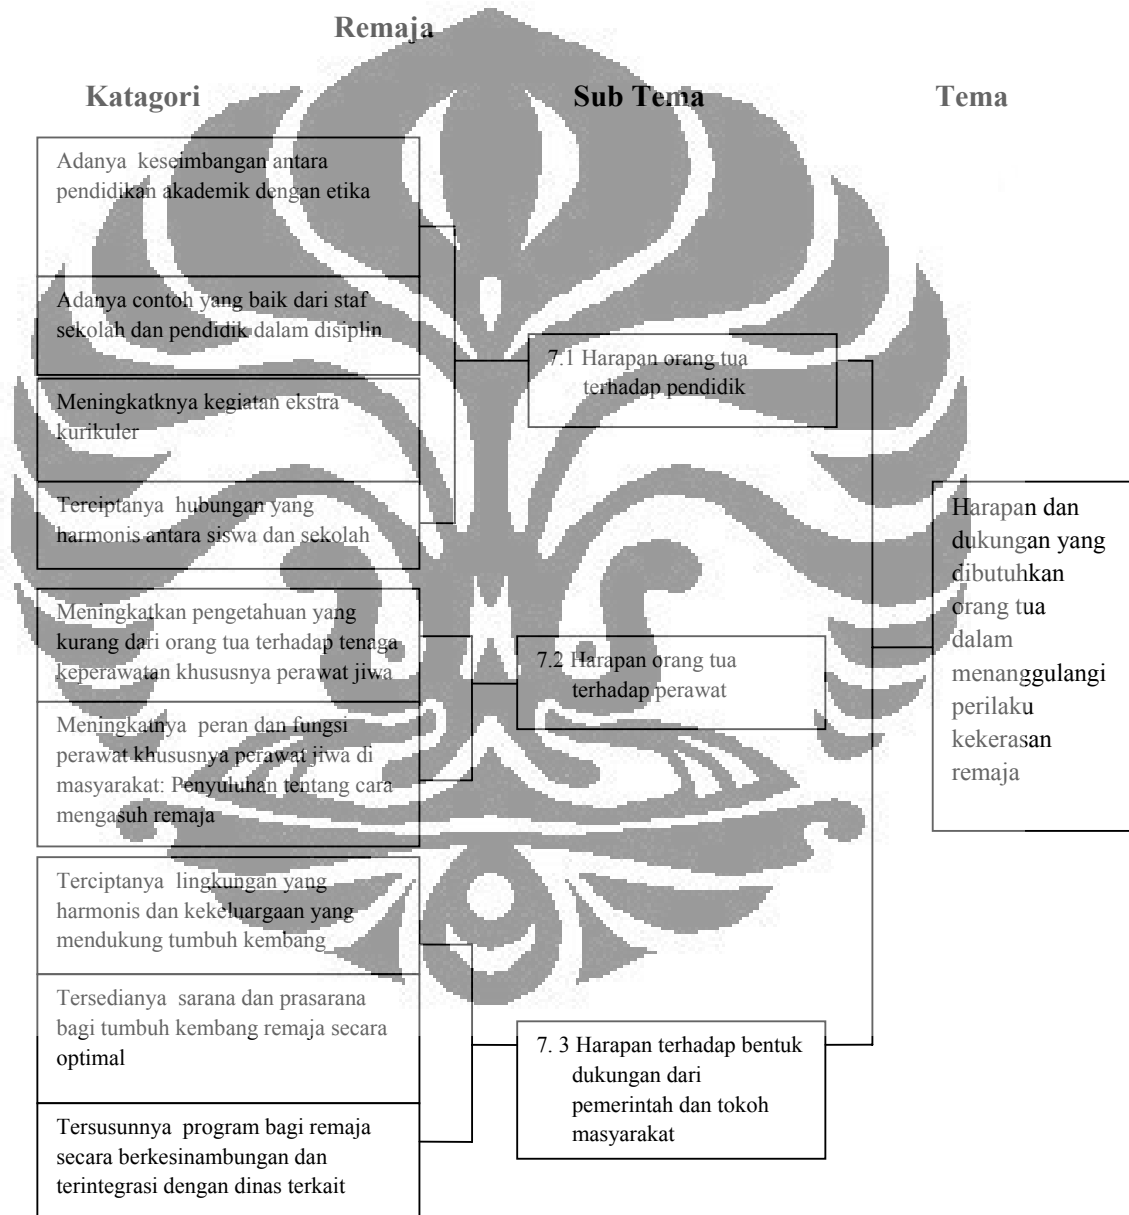 Remaja
Katagori
Sub Tema
Tema
Adanya keseimbangan antara
pendidikan akademik dengan etika
Adanya contoh yang baik dari staf
sekolah dan pendidik dalam disiplin
Meningkatknya kegiatan ekstra
kurikuler
Terciptanya hubungan yang
harmonis antara siswa dan sekolah
7.1 Harapan orang tua
terhadap pendidik
Meningkatkan pengetahuan yang
kurang dari orang tua terhadap tenaga
keperawatan khususnya perawat jiwa
Meningkatnya peran dan fungsi
perawat khususnya perawat jiwa di
masyarakat: Penyuluhan tentang cara
mengasuh remaja
7.2 Harapan orang tua
terhadap perawat
Terciptanya lingkungan yang
harmonis dan kekeluargaan yang
mendukung tumbuh kembang
Tersedianya sarana dan prasarana
bagi tumbuh kembang remaja secara
optimal
Tersusunnya program bagi remaja
secara berkesinambungan dan
terintegrasi dengan dinas terkait
7. 3 Harapan terhadap bentuk
dukungan dari
pemerintah dan tokoh
masyarakat
Harapan dan
dukungan yang
dibutuhkan
orang tua
dalam
menanggulangi
perilaku
kekerasan
remaja